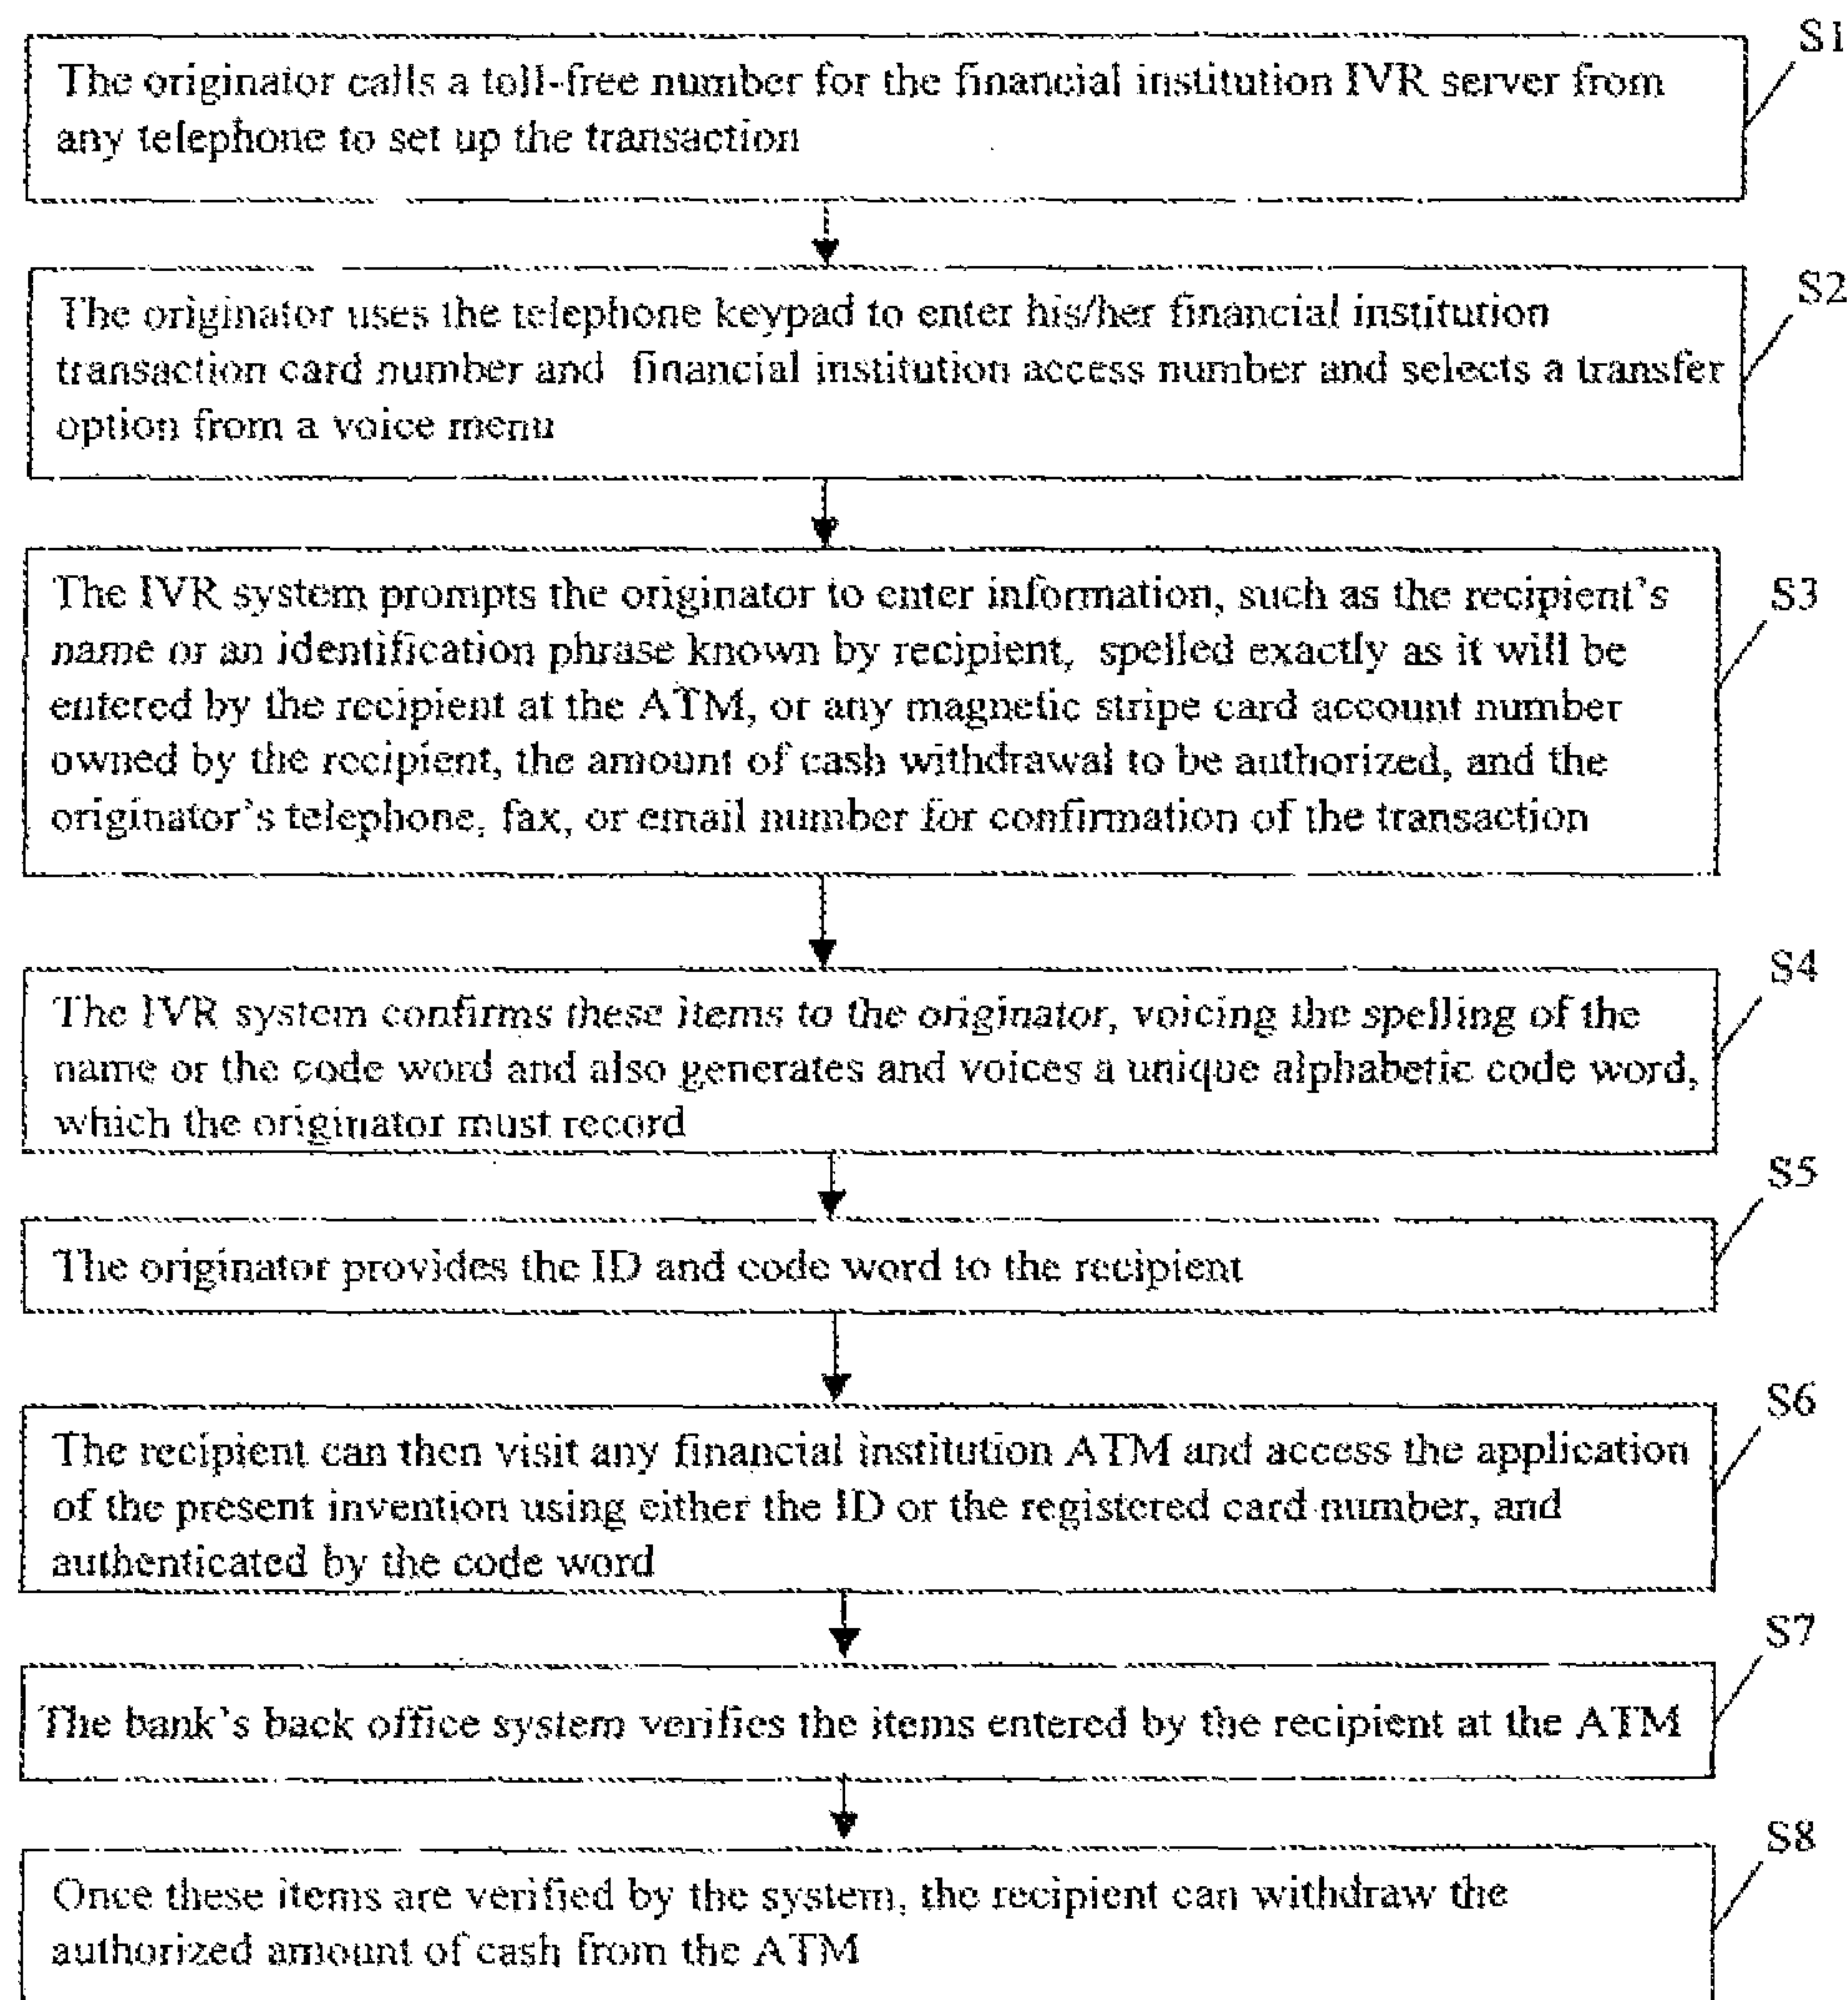 S1
The originator calls a toll-free number for the financial institution IVR server from
any telephone to set up the transaction
S2
The originator uses the telephone keypad to enter his/her financial institution
transaction card number and financial institution access number and selects a transfer
option from a voice menu
S3
The IVR system prompts the originator to enter information, such as the recipient's
name or an identification phrase known by recipient, spelled exactly as it will be
entered by the recipient at the ATM, or any magnetic stripe card account number
owned by the recipient, the amount of cash withdrawal to be authorized, and the
originator's telephone, fax, or email number for confirmation of the transaction
S4
The IVR system confirms these items to the originator, voicing the spelling of the
name or the code word and also generates and voices a unique alphabetic code word,
which the originator must record
S5
The originator provides the ID and code word to the recipient
S6
The recipient can then visit any financial institution ATM and access the application
of the present invention using either the ID or the registered card number, and
authenticated by the code word
S7
The bank's back office system verifies the items entered by the recipient at the ATM
S8
Once these items are verified by the system, the recipient can withdraw the
authorized amount of cash from the ATM